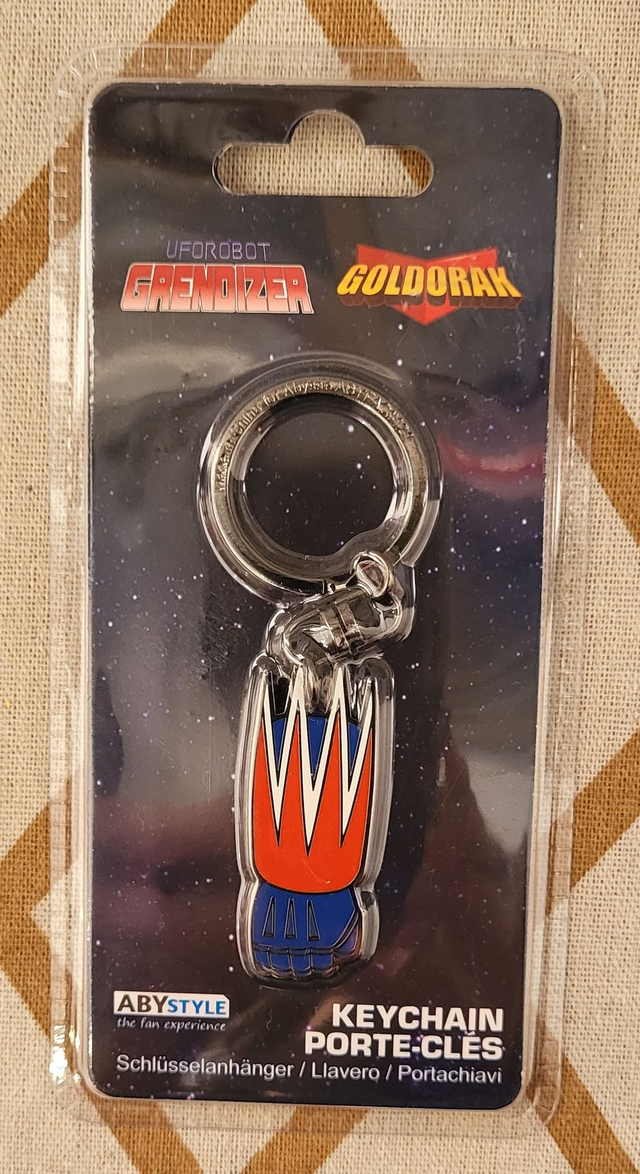 UFOROBOT
GRENDIZER
GOLDORAK
ABYSTYLE
the fan experience
KEYCHAIN
PORTE-CLÉS
Schlüsselanhänger / Llavero / Portachiavi